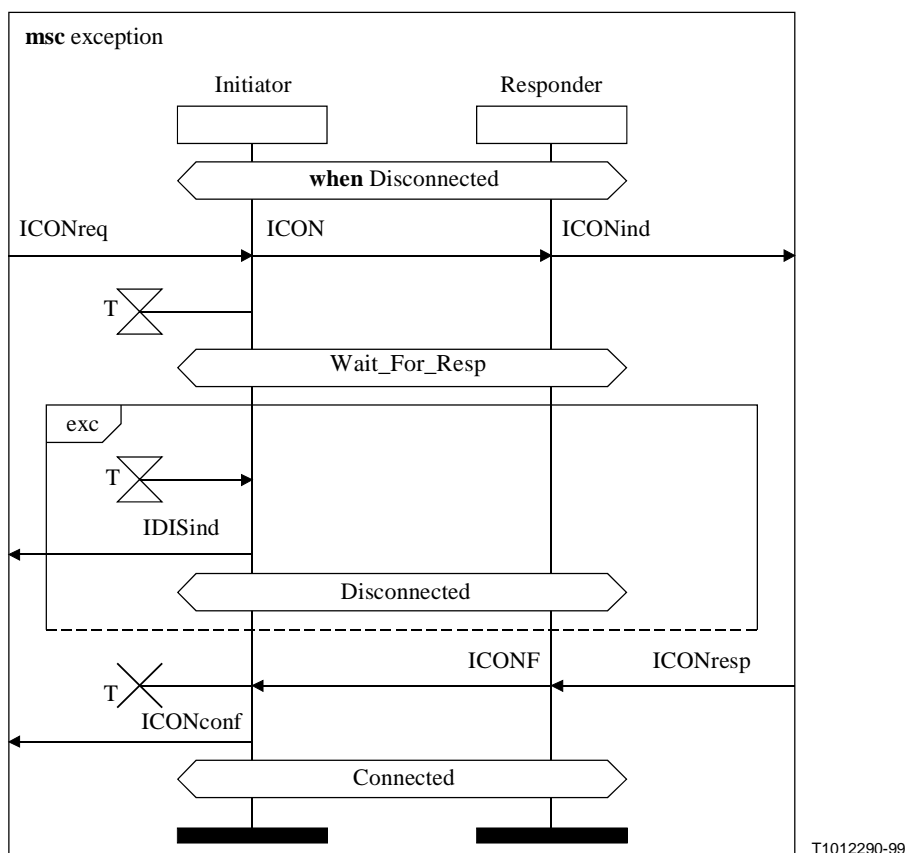 msc exception
Initiator Responder
when Disconnected
ICONreq ICON ICONind
T
Wait_For_Resp
exc
T
IDISind
Disconnected
ICONF ICONresp
T
ICONconf
Connected
T1012290-99